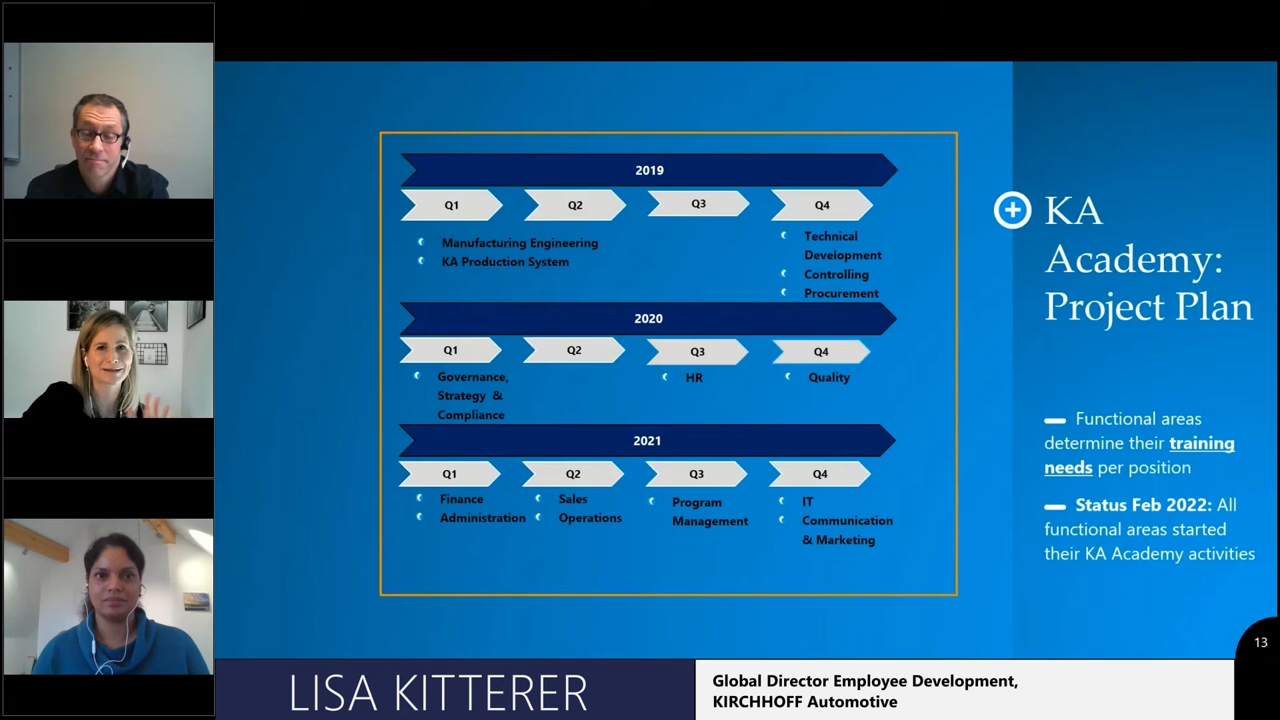 2019
Q1
Q2
Q3
Q4
Manufacturing Engineering
KA Production System
Technical
Development
Controlling
Procurement
2020
Q1
Q2
Q3
Q4
Governance,
Strategy &
Compliance
HR
Quality
2021
Q1
Q2
Q3
Q4
Finance
Administration
Sales
Operations
Program
Management
IT
Communication
& Marketing
KA
Academy:
Project Plan
Functional areas
determine their training
needs per position
Status Feb 2022: All
functional areas started
their KA Academy activities
13
LISA KITTERER
Global Director Employee Development,
KIRCHHOFF Automotive